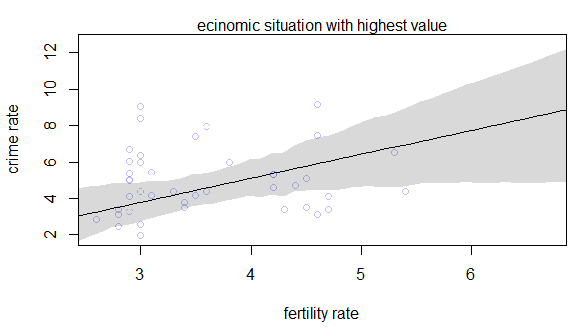 ecinomic situation with highest value
12
10
8
6
4
2
crime rate
3 4 5 6
fertility rate